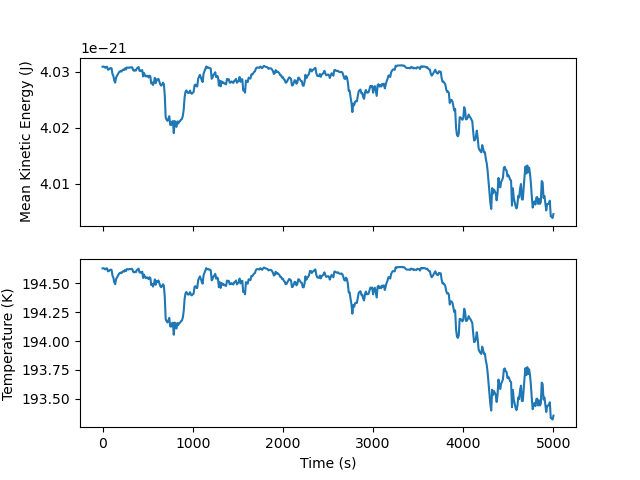 1e−21
Mean Kinetic Energy (J)
4.03
4.02
4.01
Temperature (K)
194.50
194.25
194.00
193.75
193.50
0 1000 2000 3000 4000 5000
Time (s)